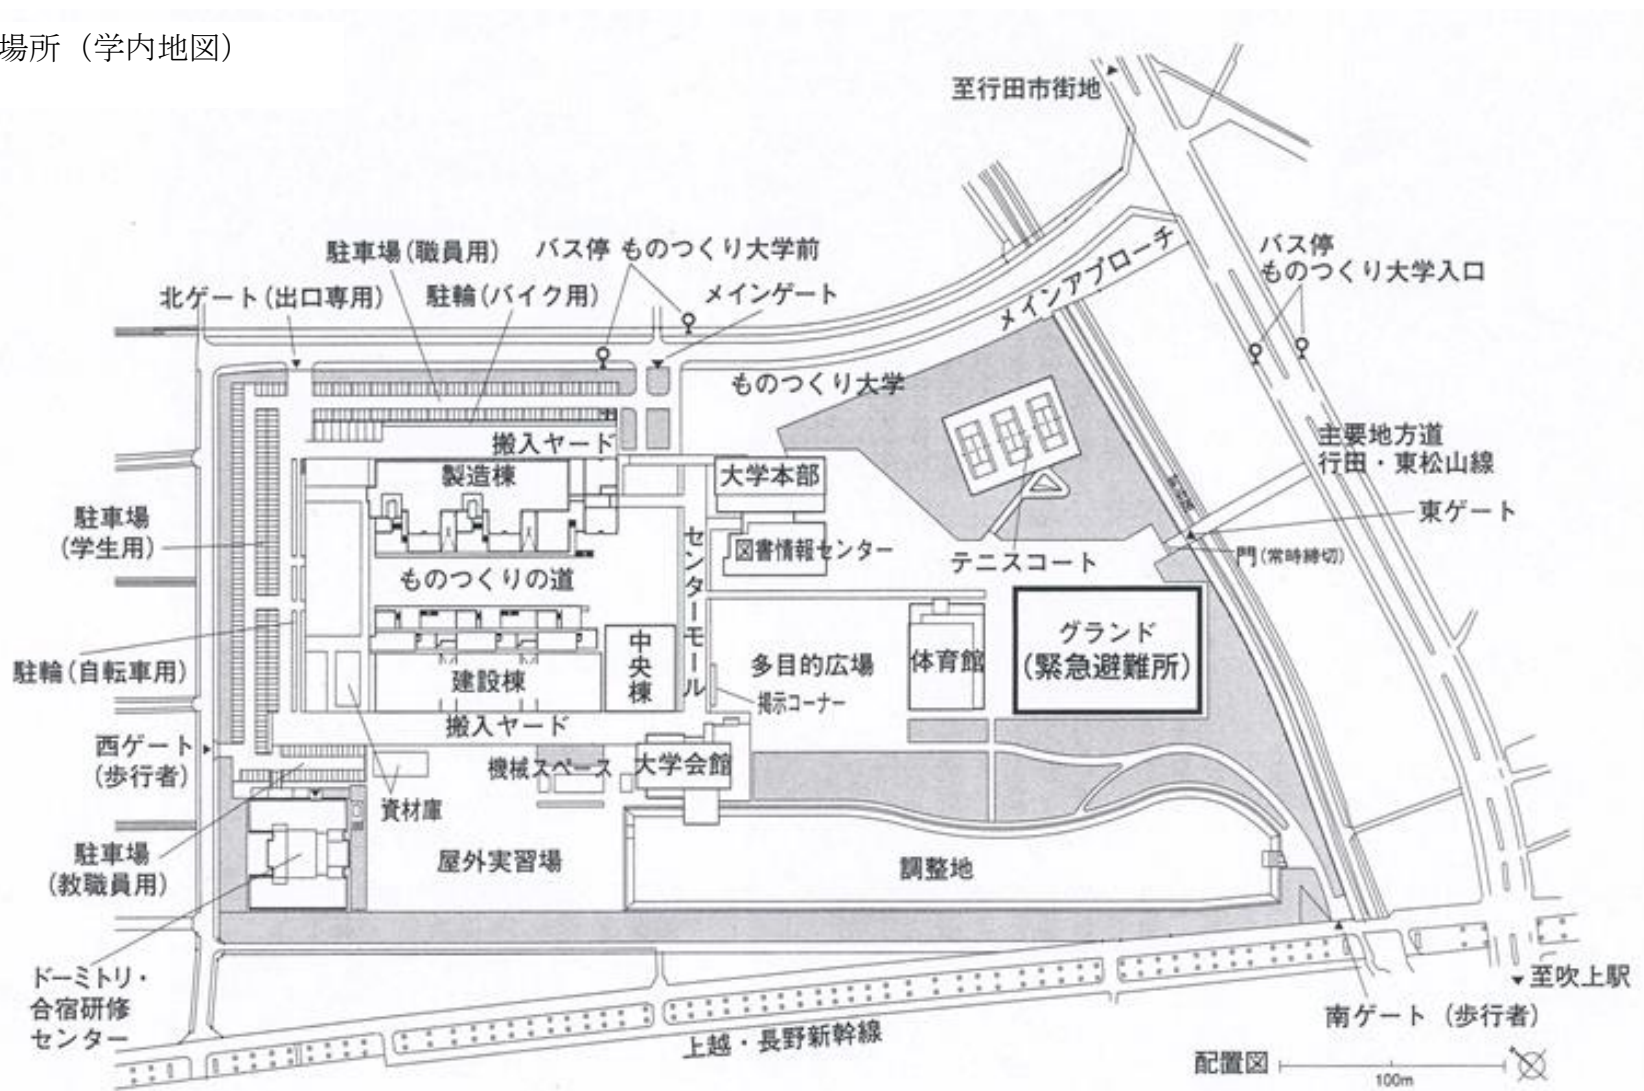 場所（学内地図）
至行田市街地
駐車場(職員用)
バス停 ものつくり大学前
バス停
ものつくり大学入口
北ゲート(出口専用)
駐輪(バイク用)
メインゲート
メインアプローチ
ものつくり大学
搬入ヤード
製造棟
大学本部
主要地方道
行田・東松山線
東ゲート
駐車場
(学生用)
センターモール
図書情報センター
テニスコート
門(常時締切)
ものつくりの道
グランド
(緊急避難所)
駐輪(自転車用)
中央棟
多目的広場
体育館
建設棟
掲示コーナー
搬入ヤード
西ゲート
(歩行者)
機械スペース
大学会館
資材庫
駐車場
(教職員用)
屋外実習場
調整地
ドーミトリ・
合宿研修
センター
至吹上駅
南ゲート（歩行者）
上越・長野新幹線
配置図
100m